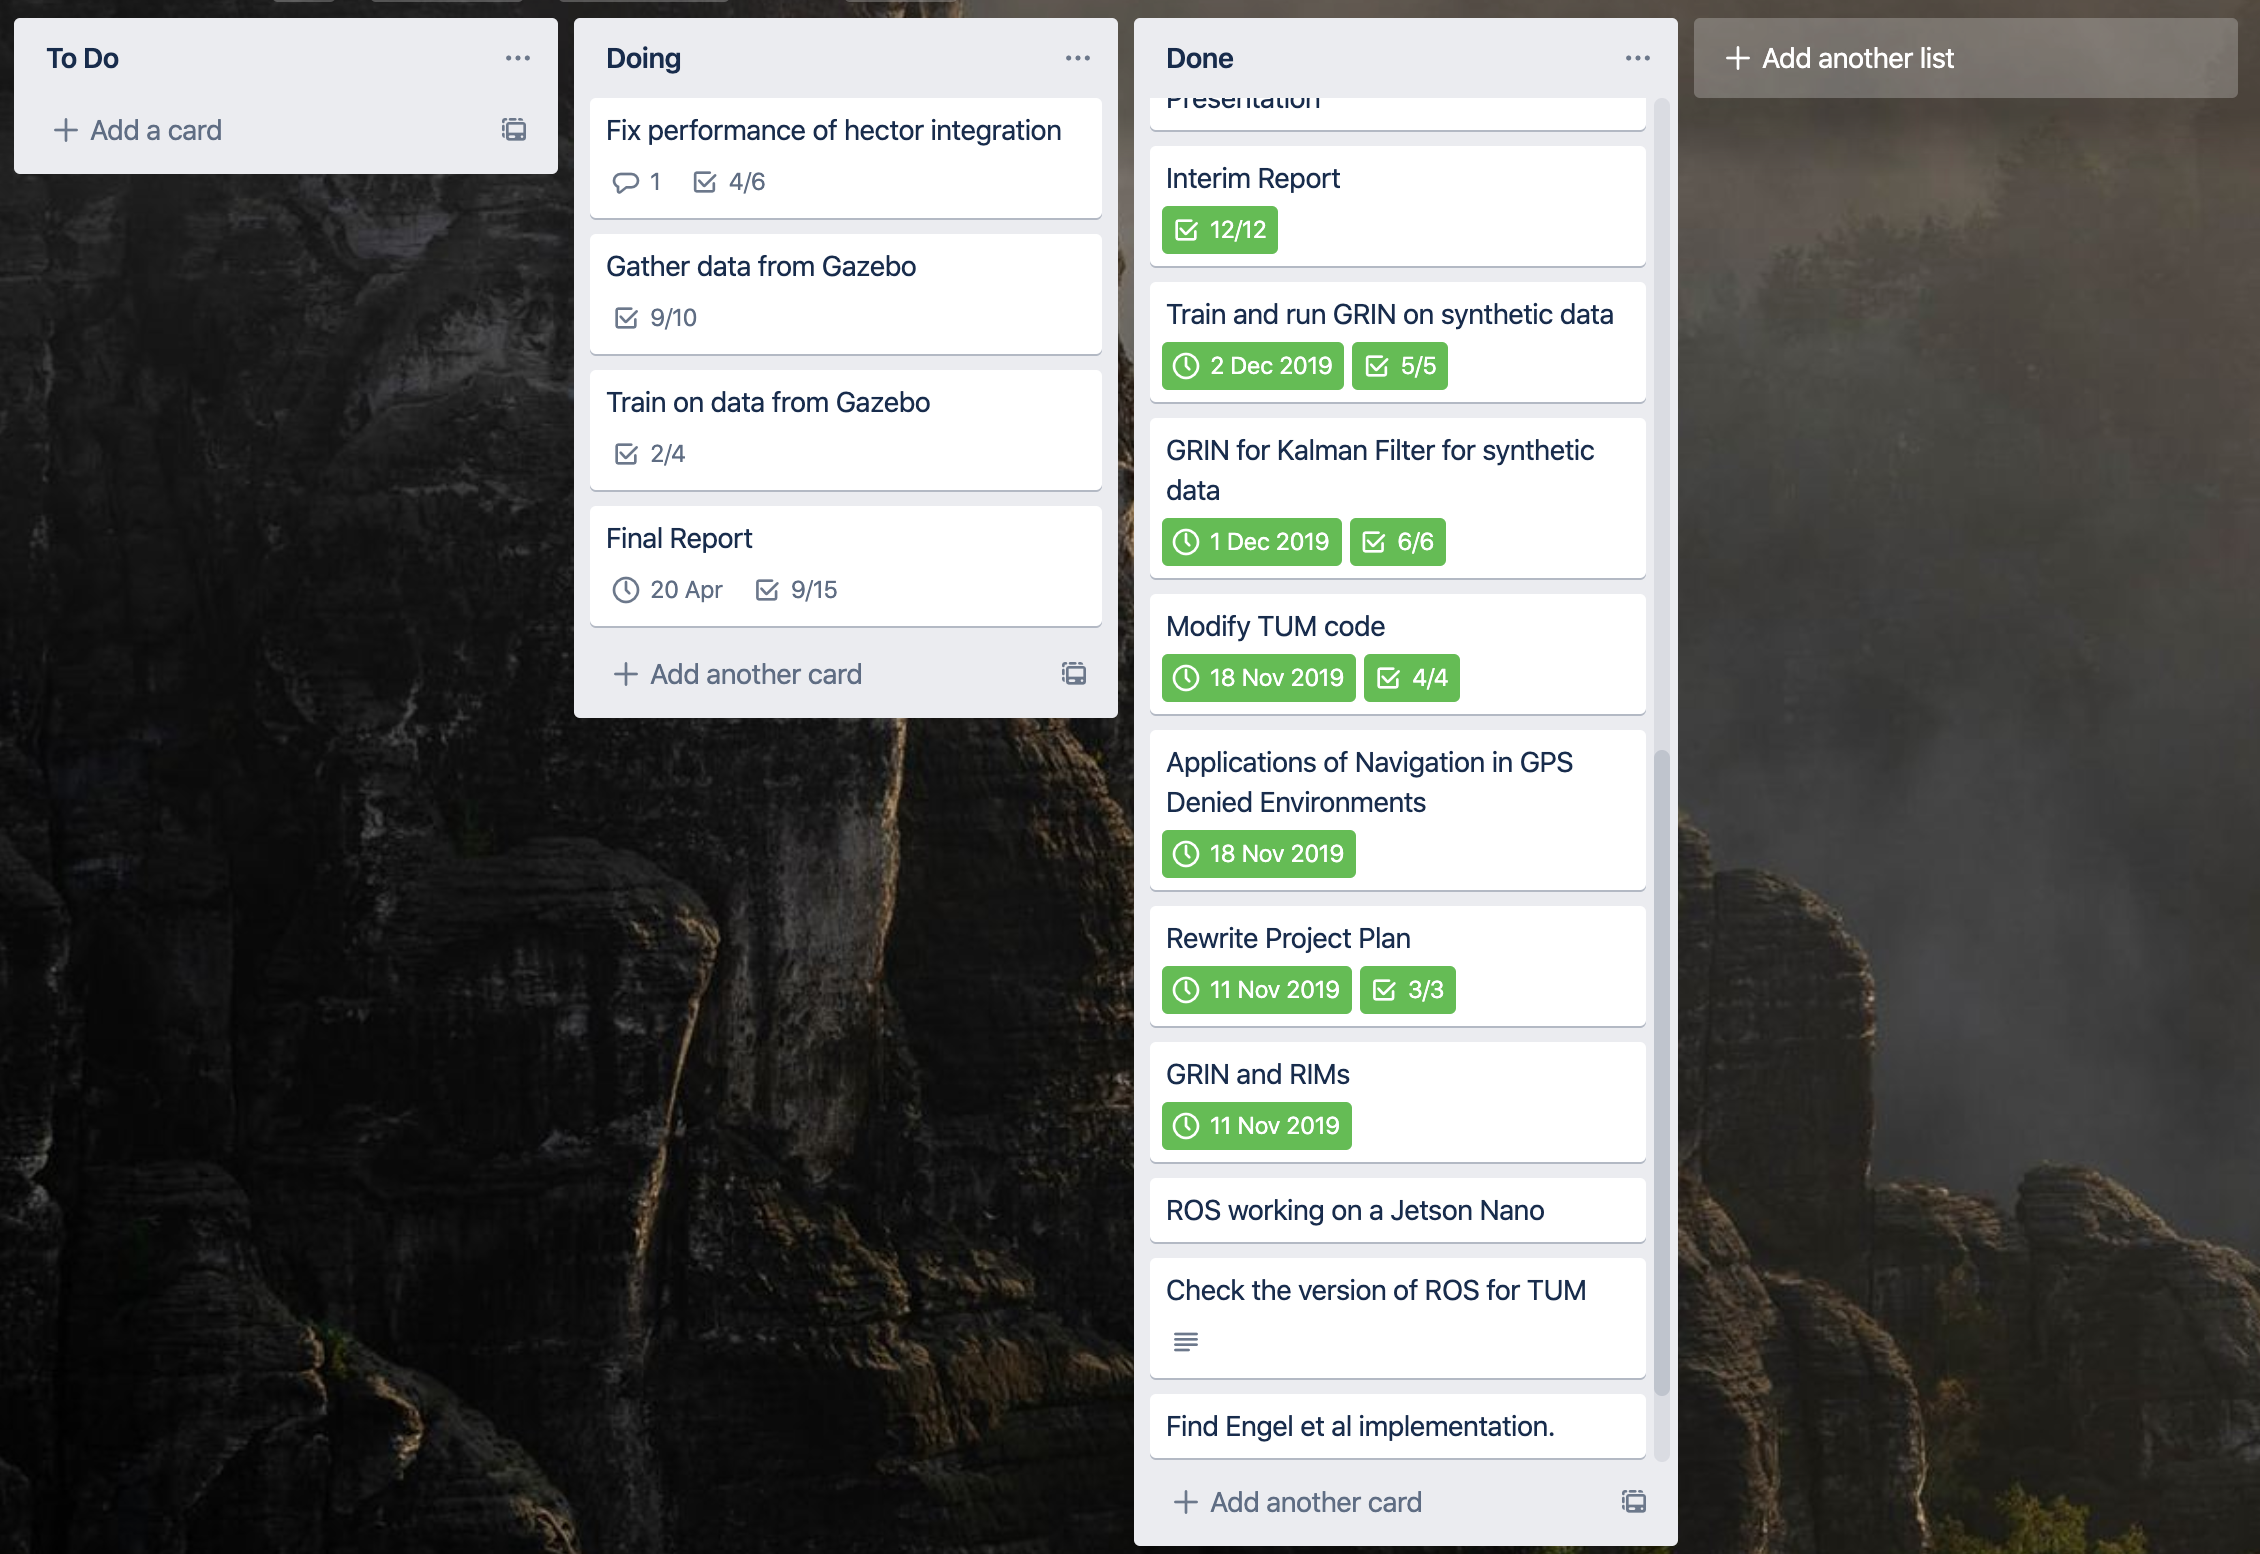 To Do
Add a card
Doing
Fix performance of hector integration
1 4/6
Gather data from Gazebo
9/10
Train on data from Gazebo
2/4
Final Report
20 Apr 9/15
Add another card
Done
Presentation
Interim Report
12/12
Train and run GRIN on synthetic data
2 Dec 2019 5/5
GRIN for Kalman Filter for synthetic
data
1 Dec 2019 6/6
Modify TUM code
18 Nov 2019 4/4
Applications of Navigation in GPS
Denied Environments
18 Nov 2019
Rewrite Project Plan
11 Nov 2019 3/3
GRIN and RIMs
11 Nov 2019
ROS working on a Jetson Nano
Check the version of ROS for TUM
Find Engel et al implementation.
Add another card
Add another list